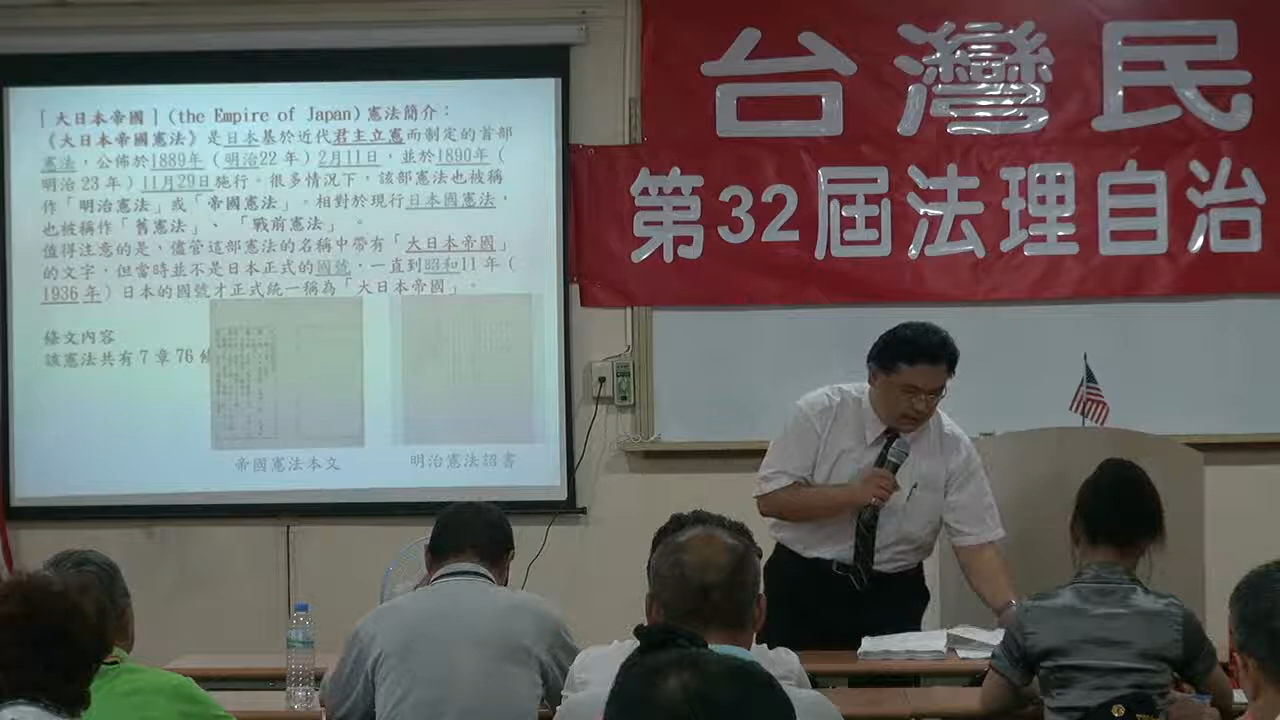 「大日本帝國」(the Empire of Japan)憲法簡介：
《大日本帝國憲法》是日本基於近代君主立憲而制定的首部
憲法，公佈於1889年（明治22年）2月11日，並於1890年（
明治23年）11月29日施行。很多情況下，該部憲法也被稱
作「明治憲法」或「帝國憲法」。相對於現行日本國憲法，
也被稱作「舊憲法」、「戰前憲法」。
值得注意的是，儘管這部憲法的名稱中帶有「大日本帝國」
的文字，但當時並不是日本正式的國號，一直到昭和11年（
1936年）日本的國號才正式統一稱為「大日本帝國」。
條文內容
該憲法共有7章76條
帝國憲法本文
明治憲法詔書
台灣民
第32屆法理自治